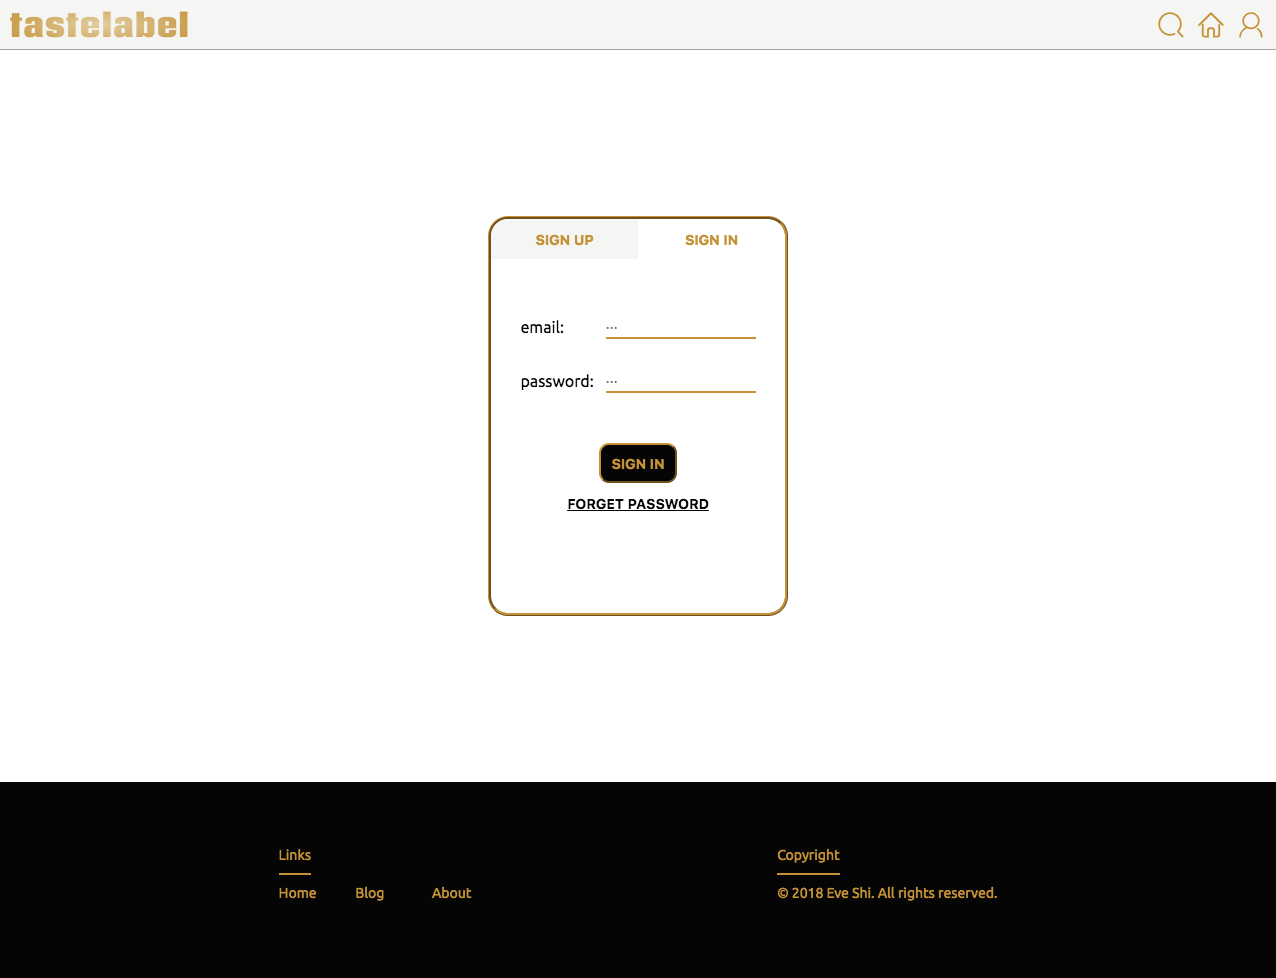 tastelabel
SIGN UP
SIGN IN
email:
...
password:
...
SIGN IN
FORGET PASSWORD
Links
Home
Blog
About
Copyright
© 2018 Eve Shi. All rights reserved.